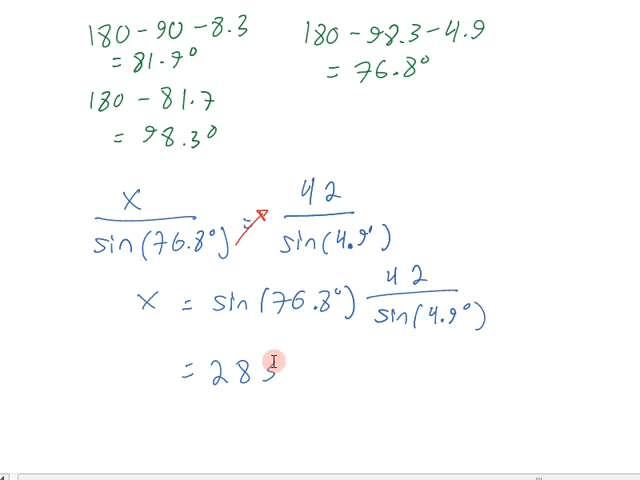 180 - 90 - 8.3
= 81.7°
180 - 81.7
= 98.3°
180 - 98.3 - 4.9
= 76.8°
x / sin(76.8°) = 42 / sin(4.9°)
x = sin(76.8°) 42 / sin(4.9°)
= 28